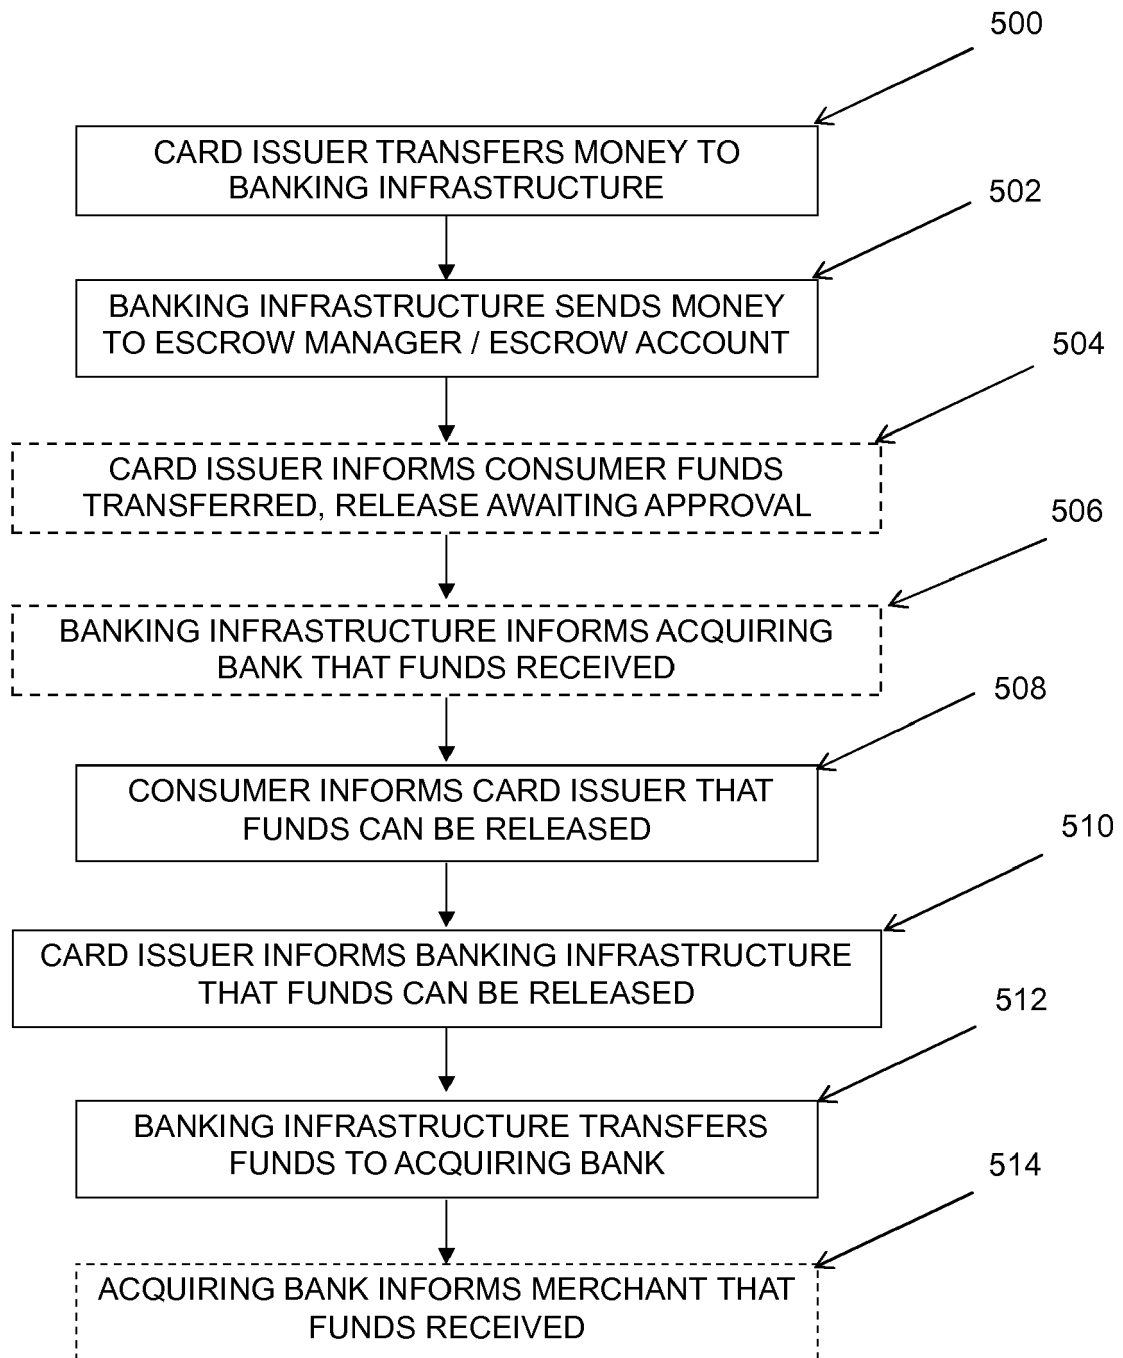 500
CARD ISSUER TRANSFERS MONEY TO
BANKING INFRASTRUCTURE
502
BANKING INFRASTRUCTURE SENDS MONEY
TO ESCROW MANAGER / ESCROW ACCOUNT
504
CARD ISSUER INFORMS CONSUMER FUNDS
TRANSFERRED, RELEASE AWAITING APPROVAL
506
BANKING INFRASTRUCTURE INFORMS ACQUIRING
BANK THAT FUNDS RECEIVED
508
CONSUMER INFORMS CARD ISSUER THAT
FUNDS CAN BE RELEASED
510
CARD ISSUER INFORMS BANKING INFRASTRUCTURE
THAT FUNDS CAN BE RELEASED
512
BANKING INFRASTRUCTURE TRANSFERS
FUNDS TO ACQUIRING BANK
514
ACQUIRING BANK INFORMS MERCHANT THAT
FUNDS RECEIVED